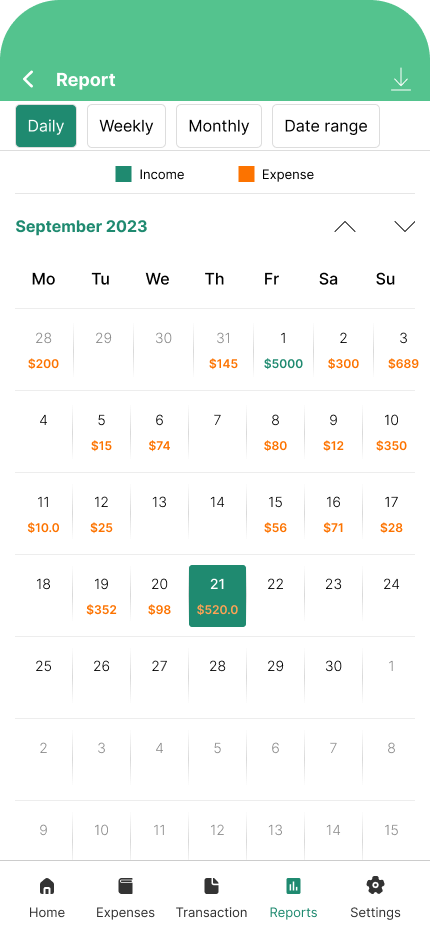 Report
Daily Weekly Monthly Date range
Income Expense
September 2023
Mo Tu We Th Fr Sa Su
28 29 30 31 1 2 3
$200 $145 $5000 $300 $689
4 5 6 7 8 9 10
$15 $74 $80 $12 $350
11 12 13 14 15 16 17
$10.0 $25 $56 $71 $28
18 19 20 21 22 23 24
$352 $98 $520.0
25 26 27 28 29 30 1
2 3 4 5 6 7 8
9 10 11 12 13 14 15
Home Expenses Transaction Reports Settings